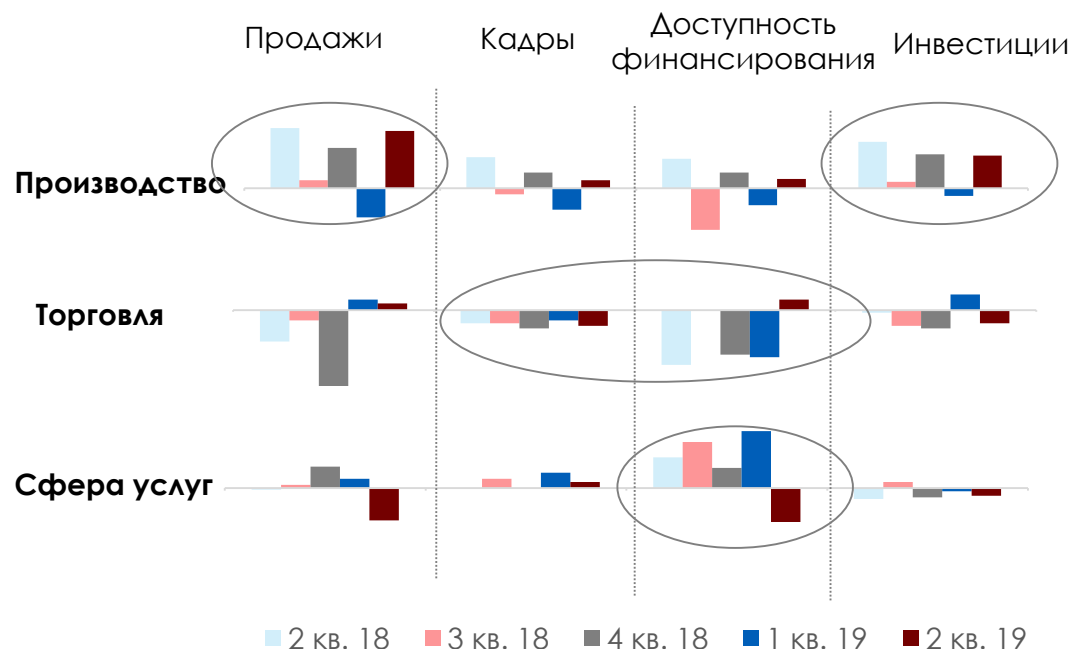 Продажи
Кадры
Доступность
финансирования
Инвестиции
Производство
Торговля
Сфера услуг
2 кв. 18
3 кв. 18
4 кв. 18
1 кв. 19
2 кв. 19